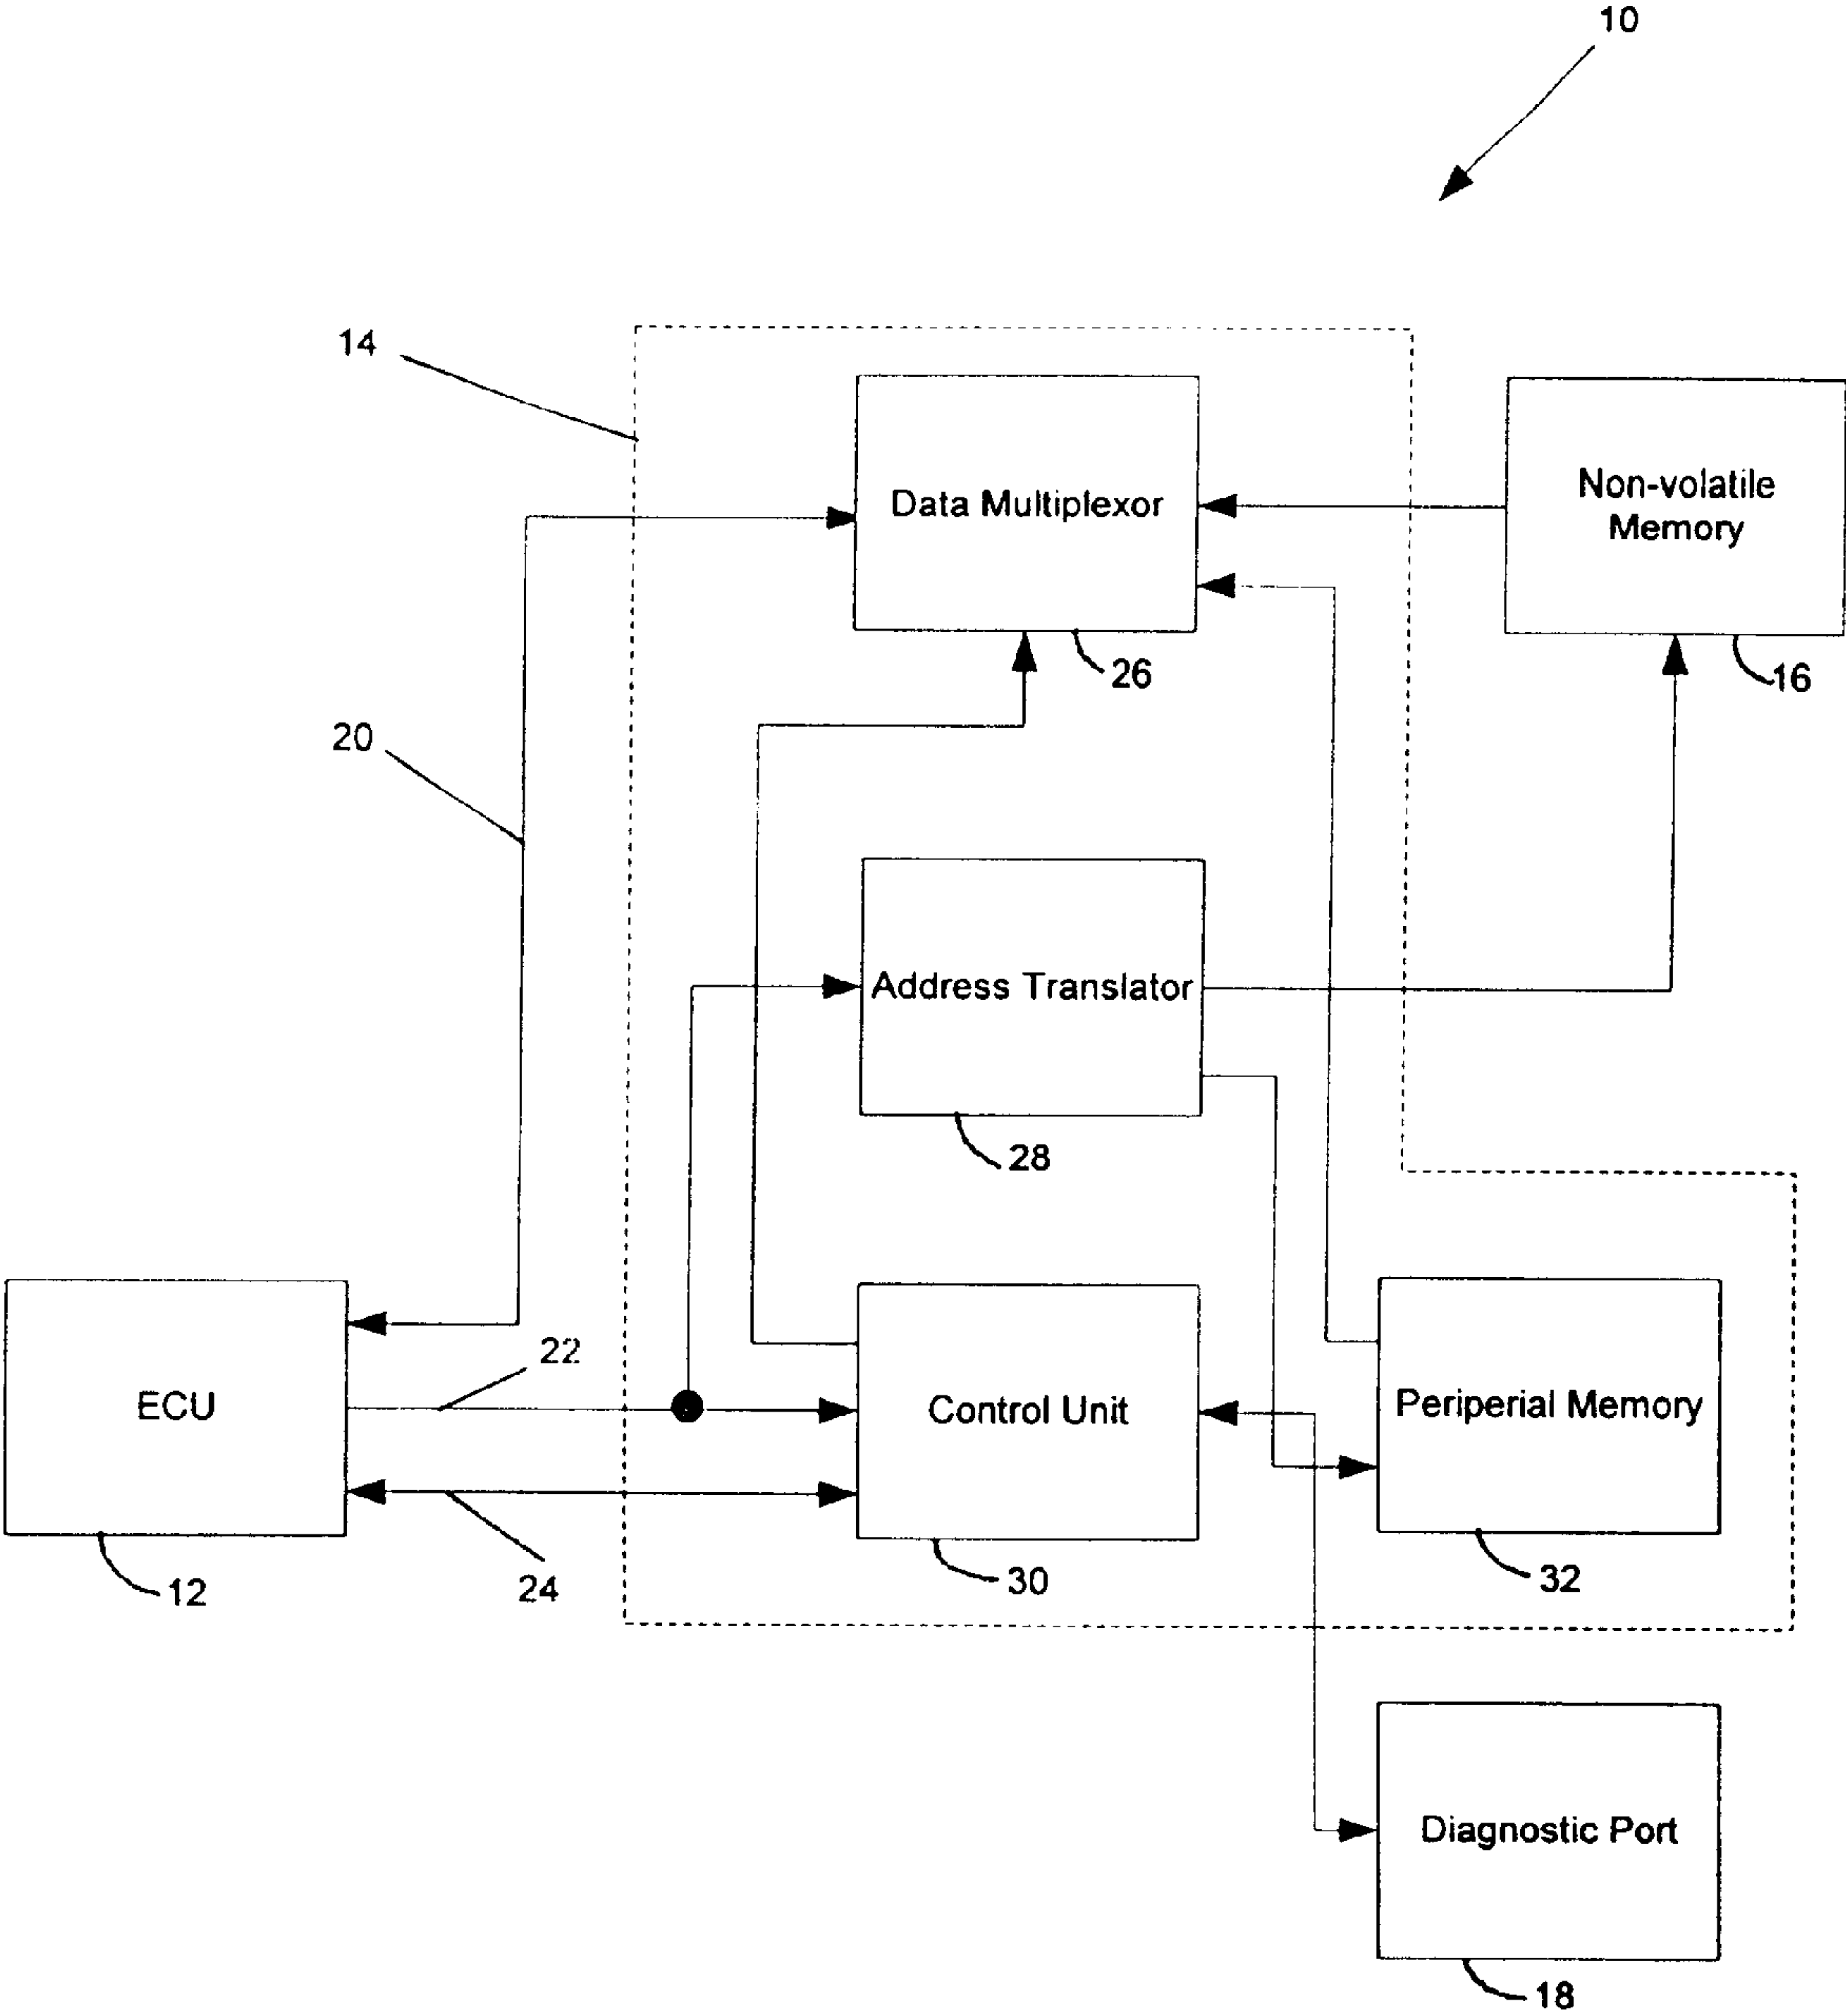 10
14
Data Multiplexor
Non-volatile
Memory
26
16
20
Address Translator
28
22
ECU
Control Unit
Periperial Memory
12
24
30
32
Diagnostic Port
18